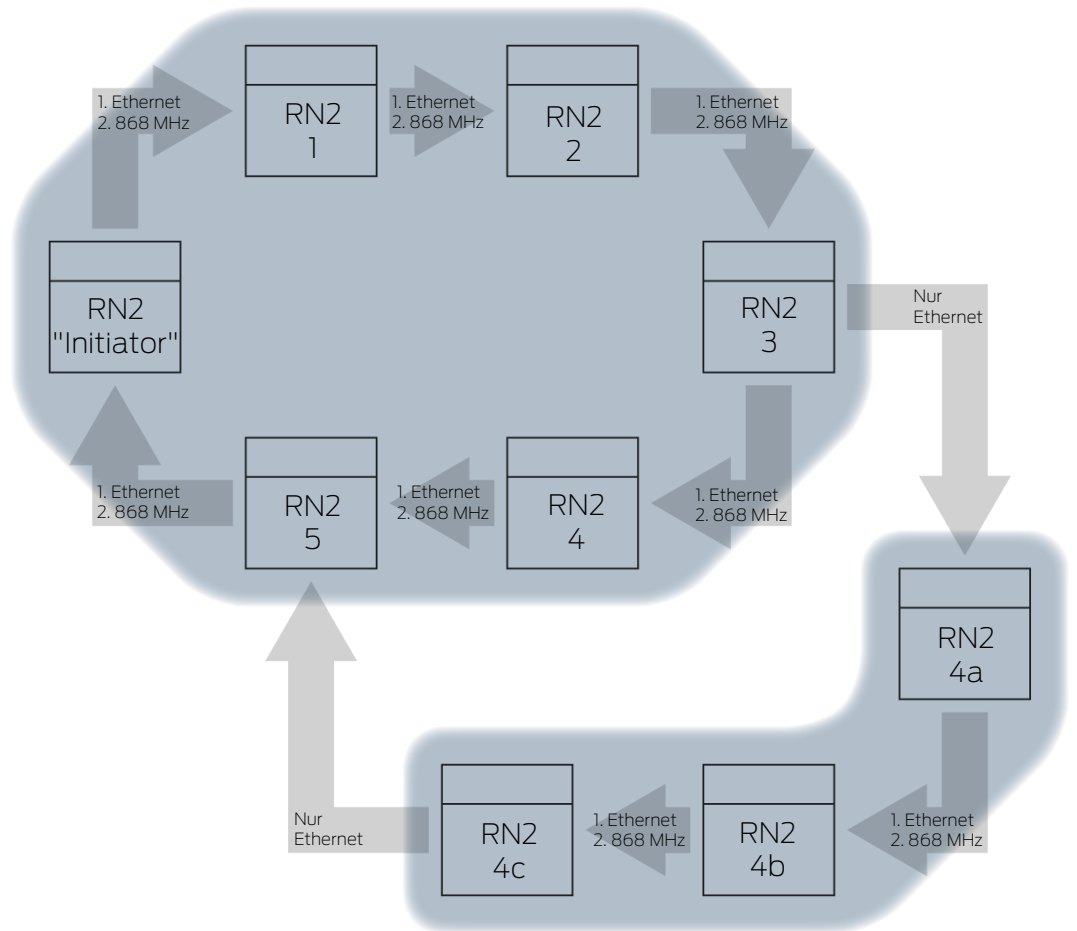 1. Ethernet
2. 868 MHz
RN2
1
1. Ethernet
2. 868 MHz
RN2
2
1. Ethernet
2. 868 MHz
RN2
"Initiator"
RN2
3
Nur
Ethernet
1. Ethernet
2. 868 MHz
RN2
5
1. Ethernet
2. 868 MHz
RN2
4
1. Ethernet
2. 868 MHz
RN2
4a
Nur
Ethernet
RN2
4c
1. Ethernet
2. 868 MHz
RN2
4b
1. Ethernet
2. 868 MHz